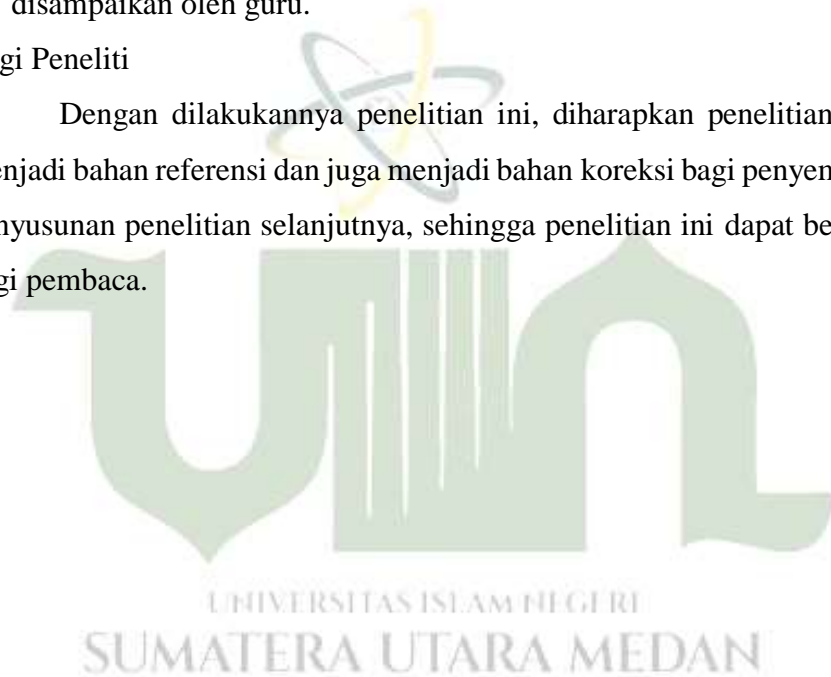 disampaikan oleh guru.
gi Peneliti
Dengan dilakukannya penelitian ini, diharapkan penelitian
enjadi bahan referensi dan juga menjadi bahan koreksi bagi penyem
nyusunan penelitian selanjutnya, sehingga penelitian ini dapat be
gi pembaca.
UNIVERSITAS ISLAM NEGERI
SUMATERA UTARA MEDAN